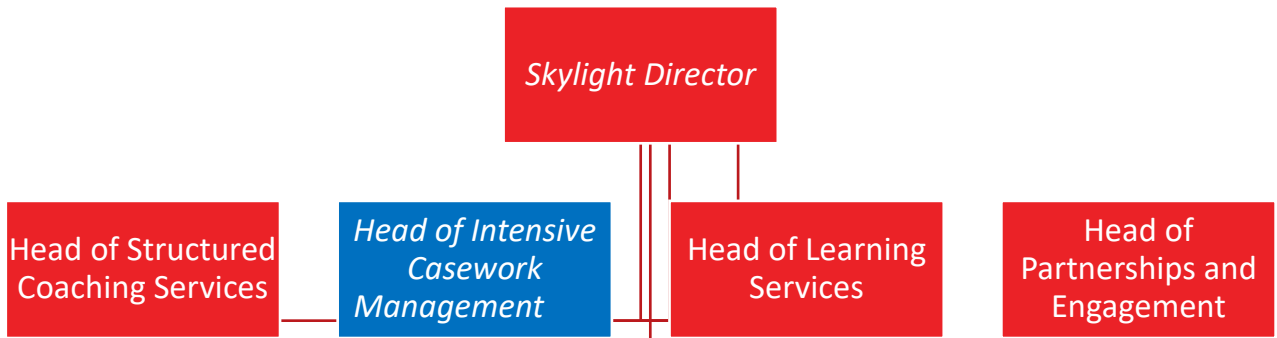 Skylight Director
Head of Structured
Coaching Services
Head of Intensive
Casework
Management
Head of Learning
Services
Head of
Partnerships and
Engagement